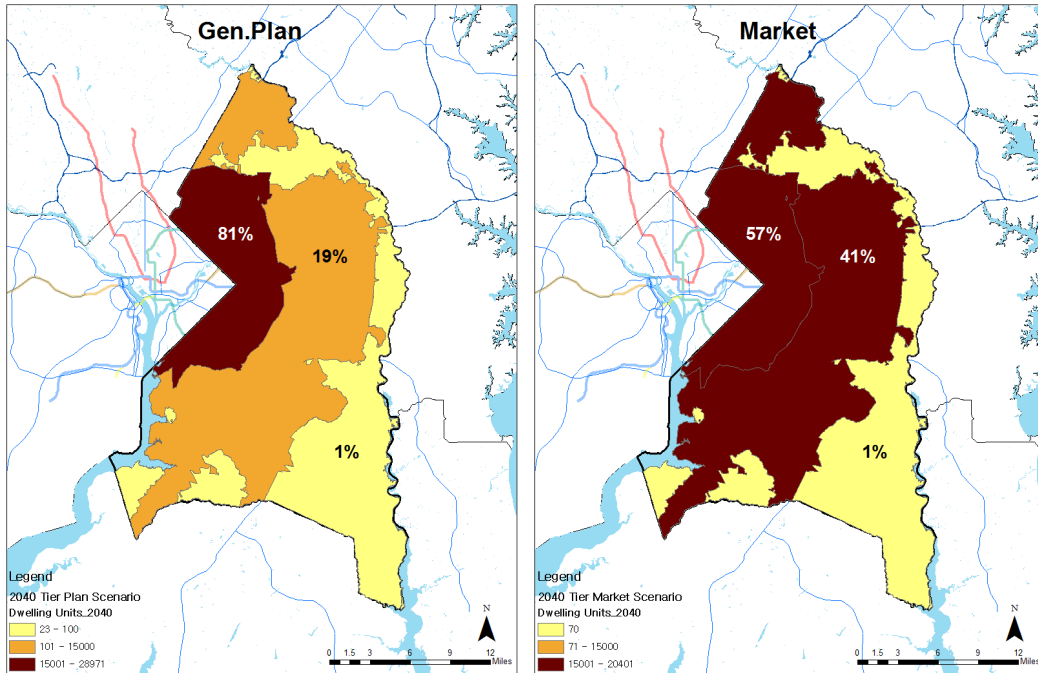 Gen.Plan
81%
19%
1%
Legend
2040 Tier Plan Scenario
Dwelling Units_2040
23 - 100
101 - 15000
15001 - 28971
N
0 1.5 3 6 9 12
Miles
Market
57%
41%
1%
Legend
2040 Tier Market Scenario
Dwelling Units_2040
70
71 - 15000
15001 - 20401
N
0 1.5 3 6 9 12
Miles